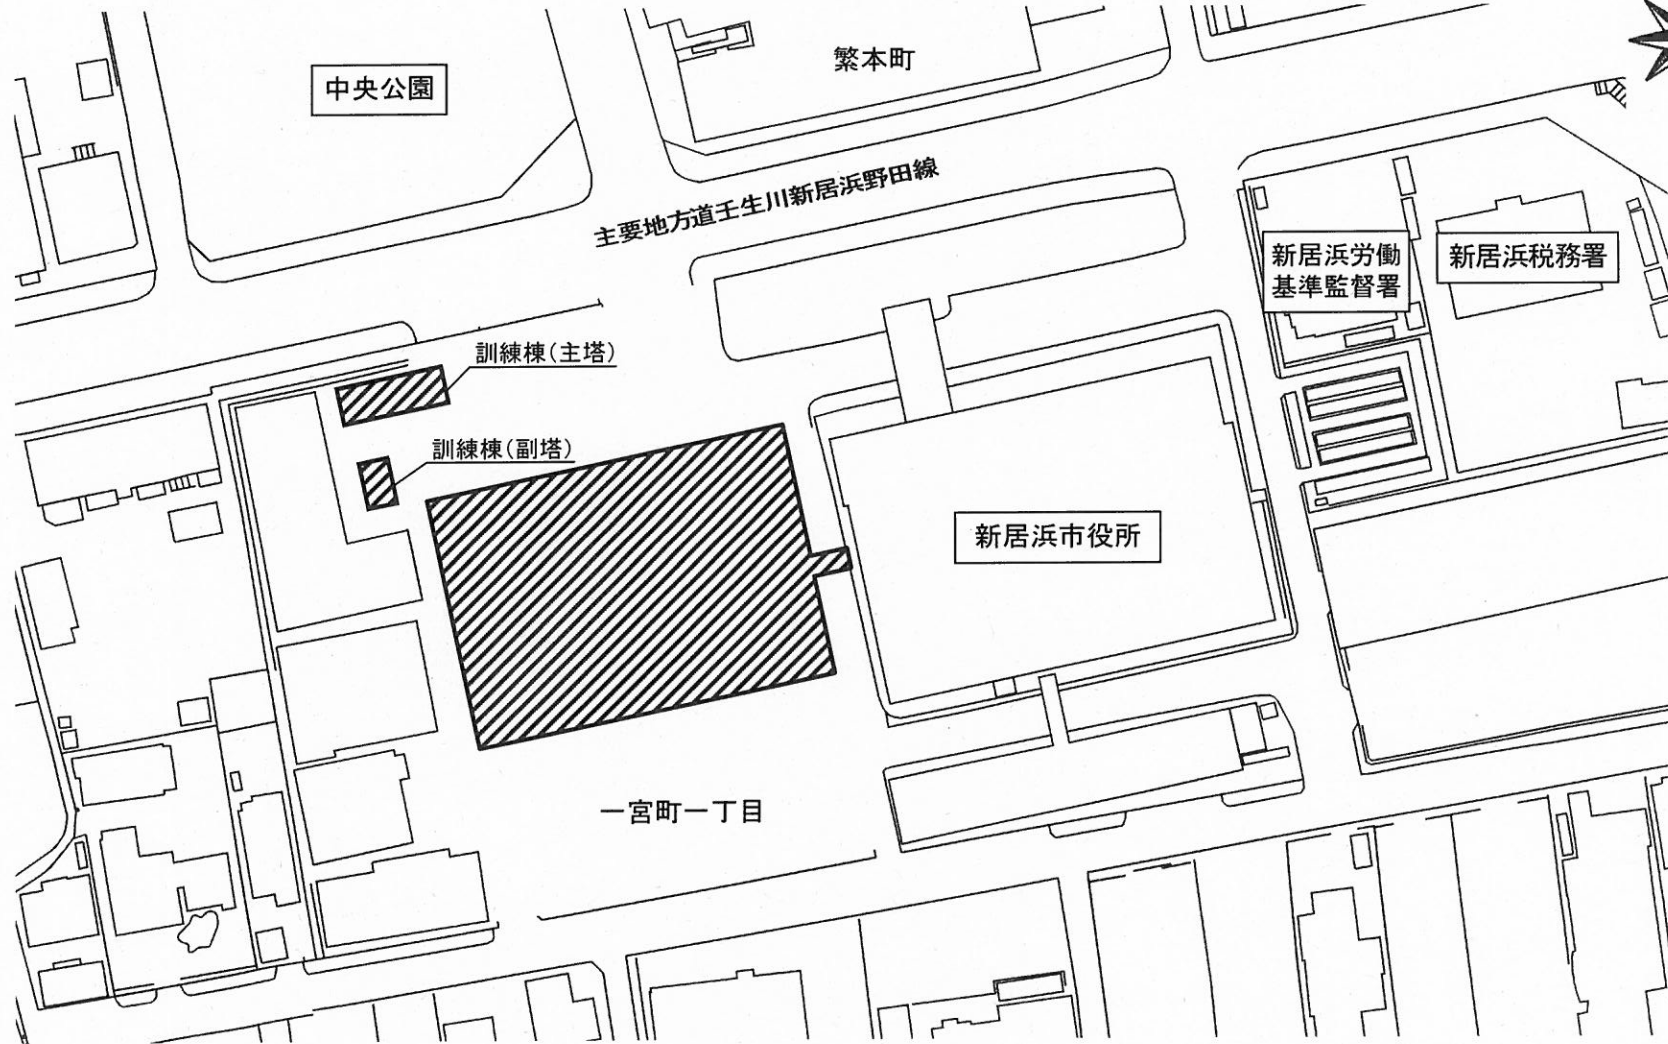 繁本町
中央公園
主要地方道壬生川新居浜野田線
新居浜労働
基準監督署
新居浜税務署
訓練棟(主塔)
訓練棟(副塔)
新居浜市役所
一宮町一丁目